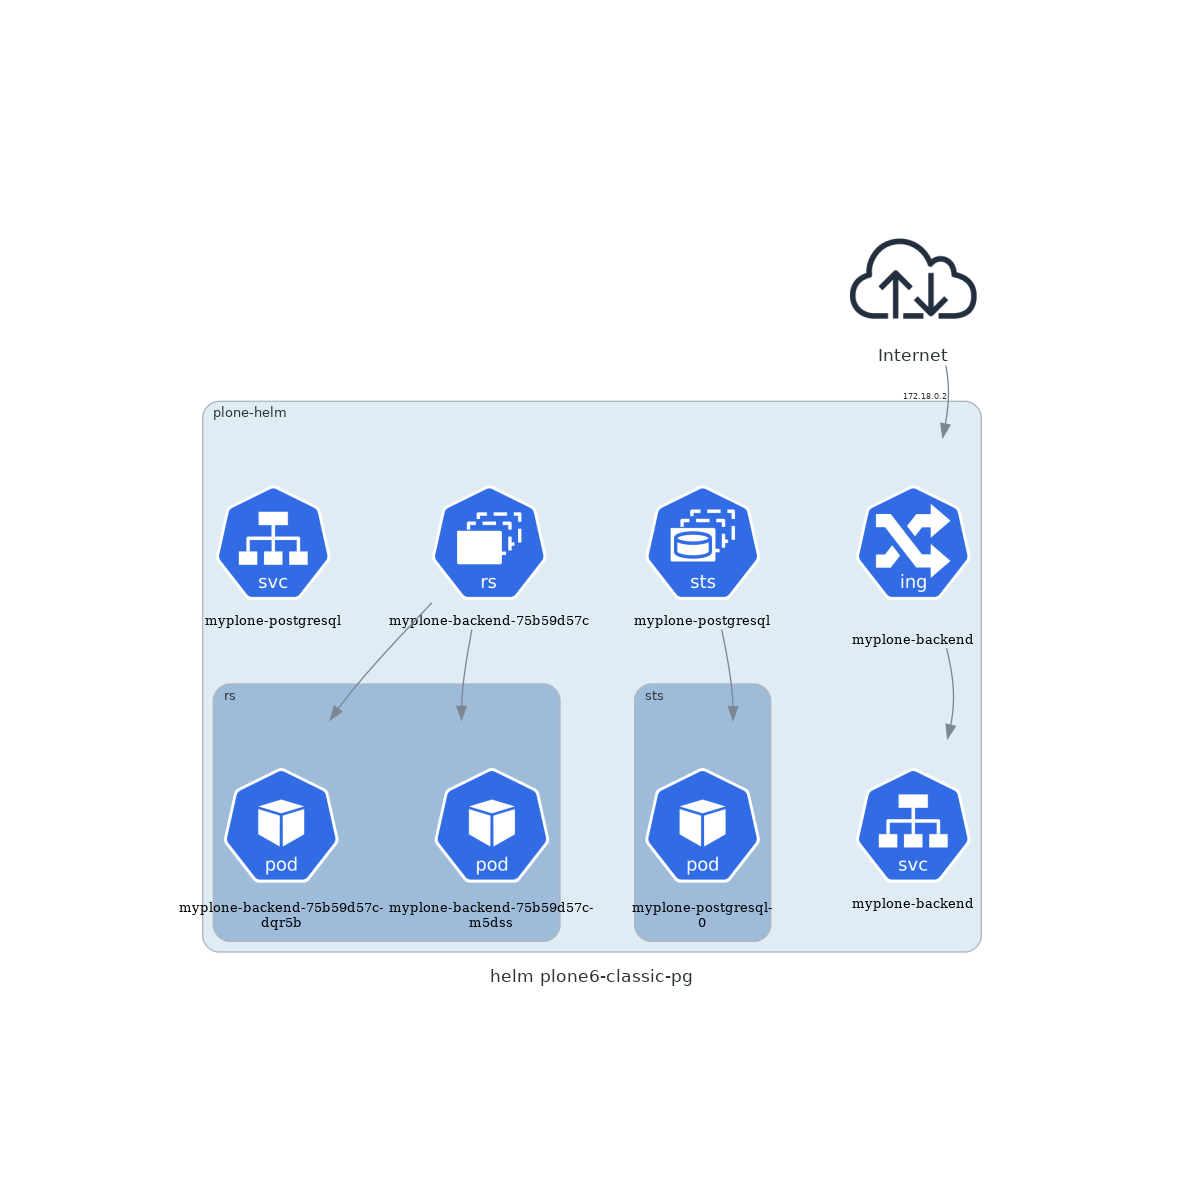 Internet
172.18.0.2
plone-helm
svc
rs
sts
ing
myplone-postgresql
myplone-backend-75b59d57c
myplone-postgresql
myplone-backend
rs
sts
pod
pod
pod
svc
myplone-backend-75b59d57c-
dqr5b
myplone-backend-75b59d57c-
m5dss
myplone-postgresql-
0
myplone-backend
helm plone6-classic-pg